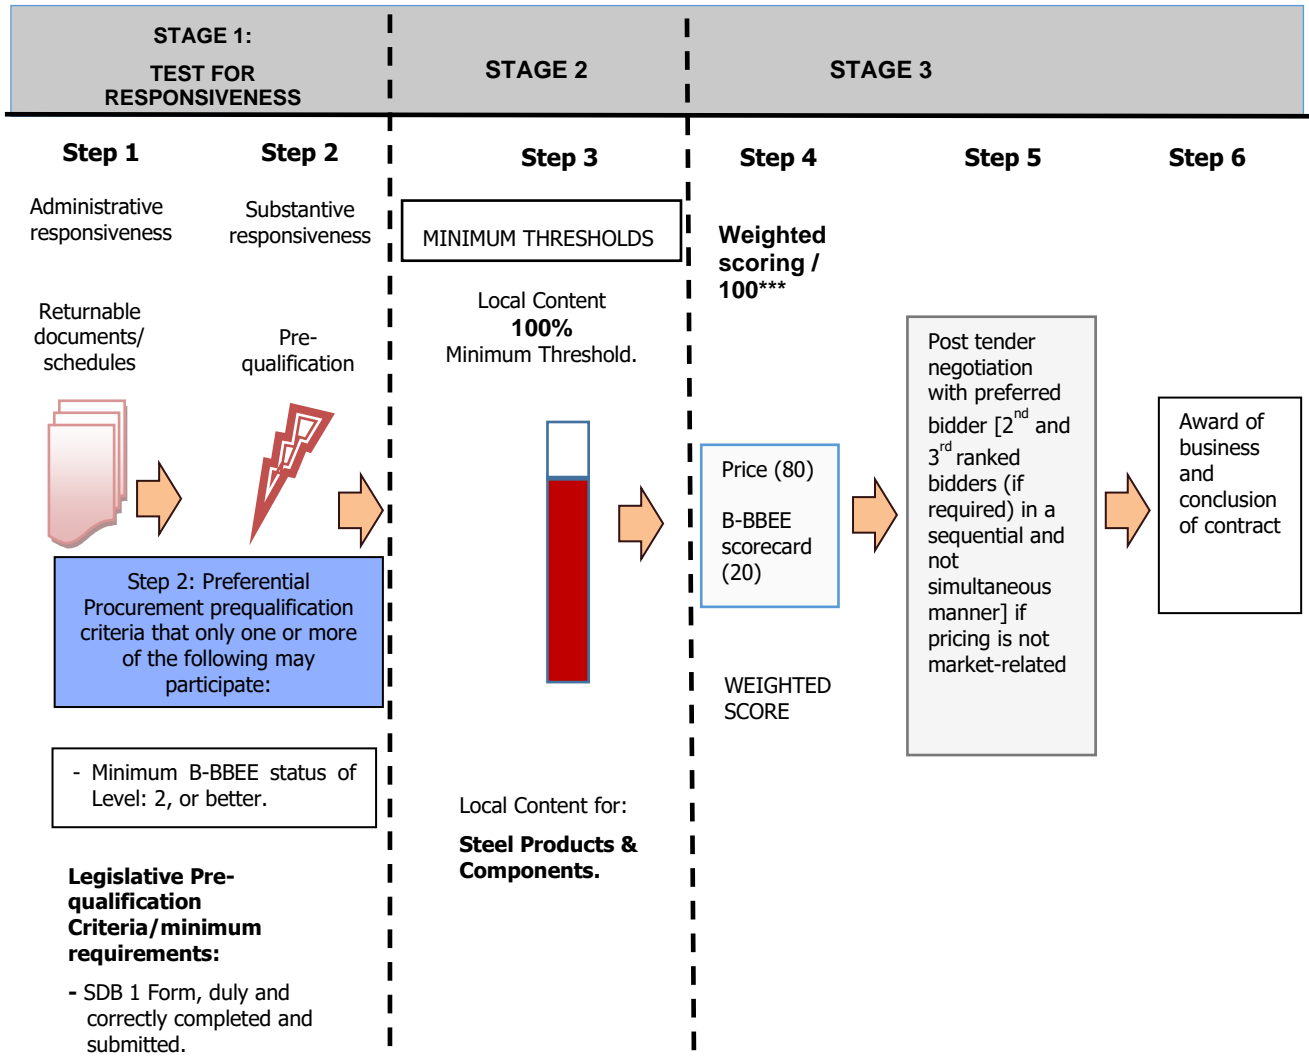 STAGE 1:
TEST FOR
RESPONSIVENESS
STAGE 2
STAGE 3
Step 1
Step 2
Step 3
Step 4
Step 5
Step 6
Administrative
responsiveness
Substantive
responsiveness
MINIMUM THRESHOLDS
Weighted
scoring /
100***
Returnable
documents/
schedules
Pre-
qualification
Local Content
100%
Minimum Threshold.
Price (80)
B-BBEE
scorecard
(20)
WEIGHTED
SCORE
Post tender
negotiation
with preferred
bidder [2nd and
3rd ranked
bidders (if
required) in a
sequential and
not
simultaneous
manner] if
pricing is not
market-related
Award of
business
and
conclusion
of contract
Step 2: Preferential
Procurement prequalification
criteria that only one or more
of the following may
participate:
- Minimum B-BBEE status of
Level: 2, or better.
Legislative Pre-
qualification
Criteria/minimum
requirements:
- SDB 1 Form, duly and
correctly completed and
submitted.
Local Content for:
Steel Products &
Components.